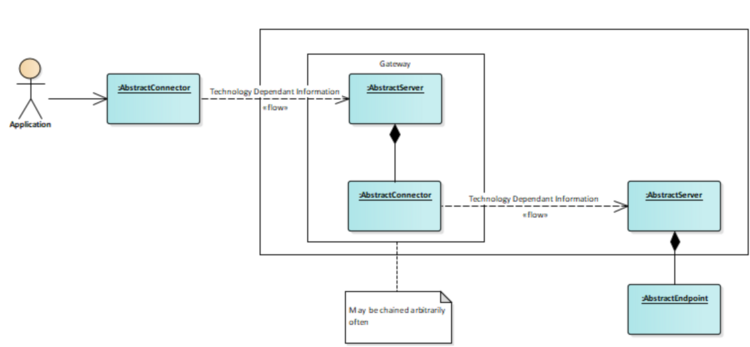 Gateway
:AbstractConnector
Technology Dependant Information
:AbstractServer
«flow»
Application
:AbstractConnector
Technology Dependant Information
:AbstractServer
«flow»
:AbstractEndpoint
May be chained arbitrarily
often